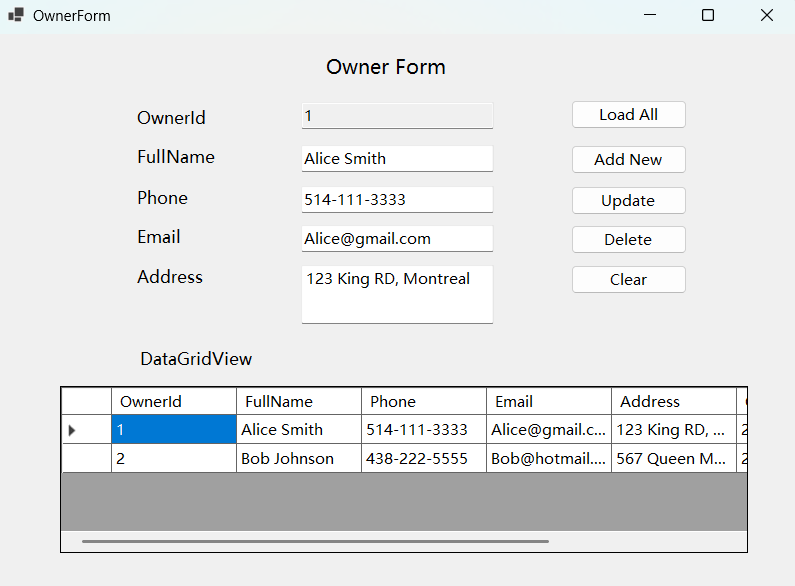 OwnerForm
Owner Form
OwnerId 1 Load All
FullName Alice Smith Add New
Phone 514-111-3333 Update
Email Alice@gmail.com Delete
Address 123 King RD, Montreal Clear
DataGridView
OwnerId FullName Phone Email Address
1 Alice Smith 514-111-3333 Alice@gmail.c... 123 King RD, ... 2
2 Bob Johnson 438-222-5555 Bob@hotmail.... 567 Queen M... 2